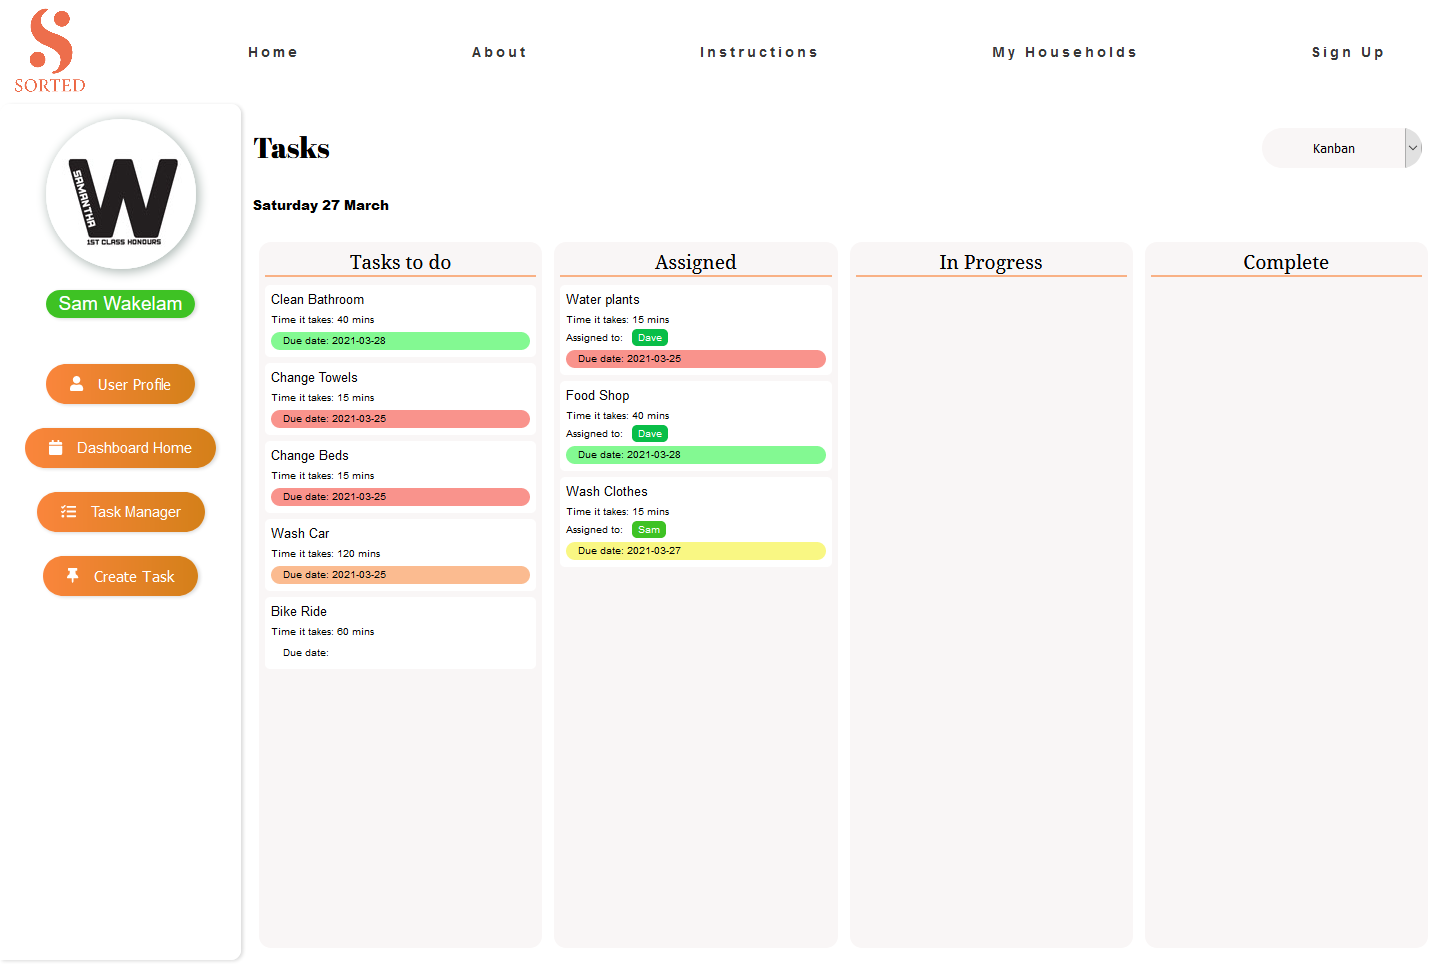 SORTED
Home
About
Instructions
My Households
Sign Up
SAMANTHA
W
1ST CLASS HONOURS
Sam Wakelam
User Profile
Dashboard Home
Task Manager
Create Task
Tasks
Kanban
Saturday 27 March
Tasks to do
Clean Bathroom
Time it takes: 40 mins
Due date: 2021-03-28
Change Towels
Time it takes: 15 mins
Due date: 2021-03-25
Change Beds
Time it takes: 15 mins
Due date: 2021-03-25
Wash Car
Time it takes: 120 mins
Due date: 2021-03-25
Bike Ride
Time it takes: 60 mins
Due date:
Assigned
Water plants
Time it takes: 15 mins
Assigned to: Dave
Due date: 2021-03-25
Food Shop
Time it takes: 40 mins
Assigned to: Dave
Due date: 2021-03-28
Wash Clothes
Time it takes: 15 mins
Assigned to: Sam
Due date: 2021-03-27
In Progress
Complete